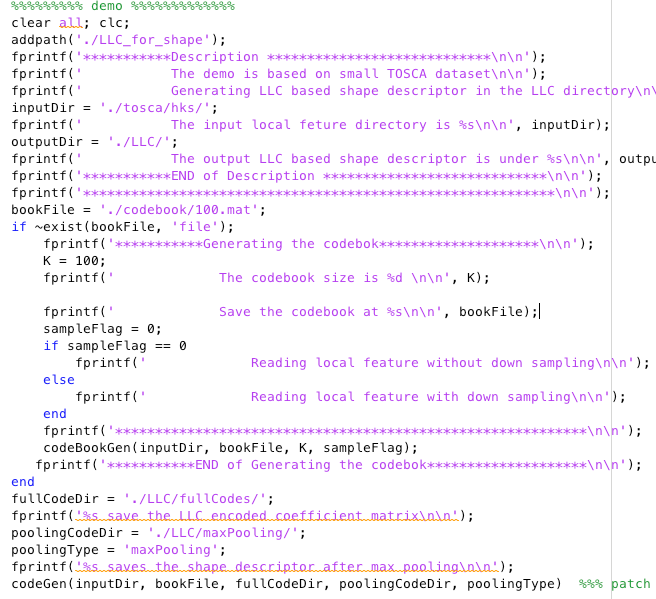 %%%%%%%%% demo %%%%%%%%%%%%%
clear all; clc;
addpath('./LLC_for_shape');
fprintf('***********Description ****************************\n\n');
fprintf('           The demo is based on small TOSCA dataset\n\n');
fprintf('           Generating LLC based shape descriptor in the LLC directory\n\
inputDir = './tosca/hks/';
fprintf('           The input local feture directory is %s\n\n', inputDir);
outputDir = './LLC/';
fprintf('           The output LLC based shape descriptor is under %s\n\n', outpu
fprintf('***********END of Description ****************************\n\n');
fprintf('***********************************************************\n\n');
bookFile = './codebook/100.mat';
if ~exist(bookFile, 'file');
    fprintf('***********Generating the codebok********************\n\n');
    K = 100;
    fprintf('             The codebook size is %d \n\n', K);
    fprintf('             Save the codebook at %s\n\n', bookFile);
    sampleFlag = 0;
    if sampleFlag == 0
        fprintf('             Reading local feature without down sampling\n\n');
    else
        fprintf('             Reading local feature with down sampling\n\n');
    end
    fprintf('***********************************************************\n\n');
    codeBookGen(inputDir, bookFile, K, sampleFlag);
   fprintf('***********END of Generating the codebok********************\n\n');
end
fullCodeDir = './LLC/fullCodes/';
fprintf('%s save the LLC encoded coefficient matrix\n\n');
poolingCodeDir = './LLC/maxPooling/';
poolingType = 'maxPooling';
fprintf('%s saves the shape descriptor after max pooling\n\n');
codeGen(inputDir, bookFile, fullCodeDir, poolingCodeDir, poolingType)  %%% patch